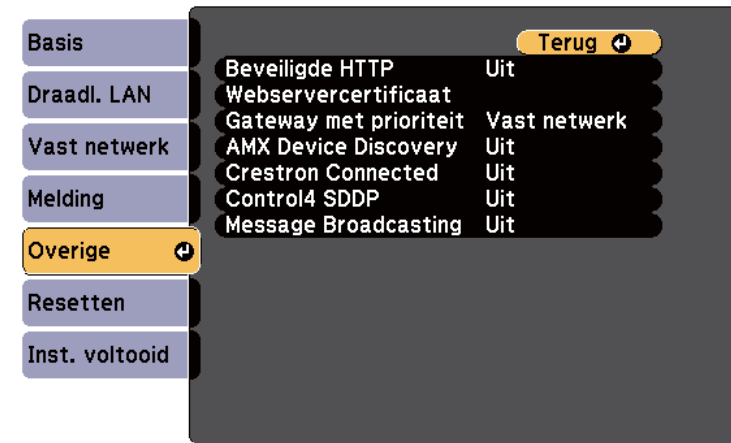 Basis
Draadl. LAN
Vast netwerk
Melding
Overige
Resetten
Inst. voltooid
Terug
Beveiligde HTTP Uit
Webservercertificaat
Gateway met prioriteit Vast netwerk
AMX Device Discovery Uit
Crestron Connected Uit
Control4 SDDP Uit
Message Broadcasting Uit